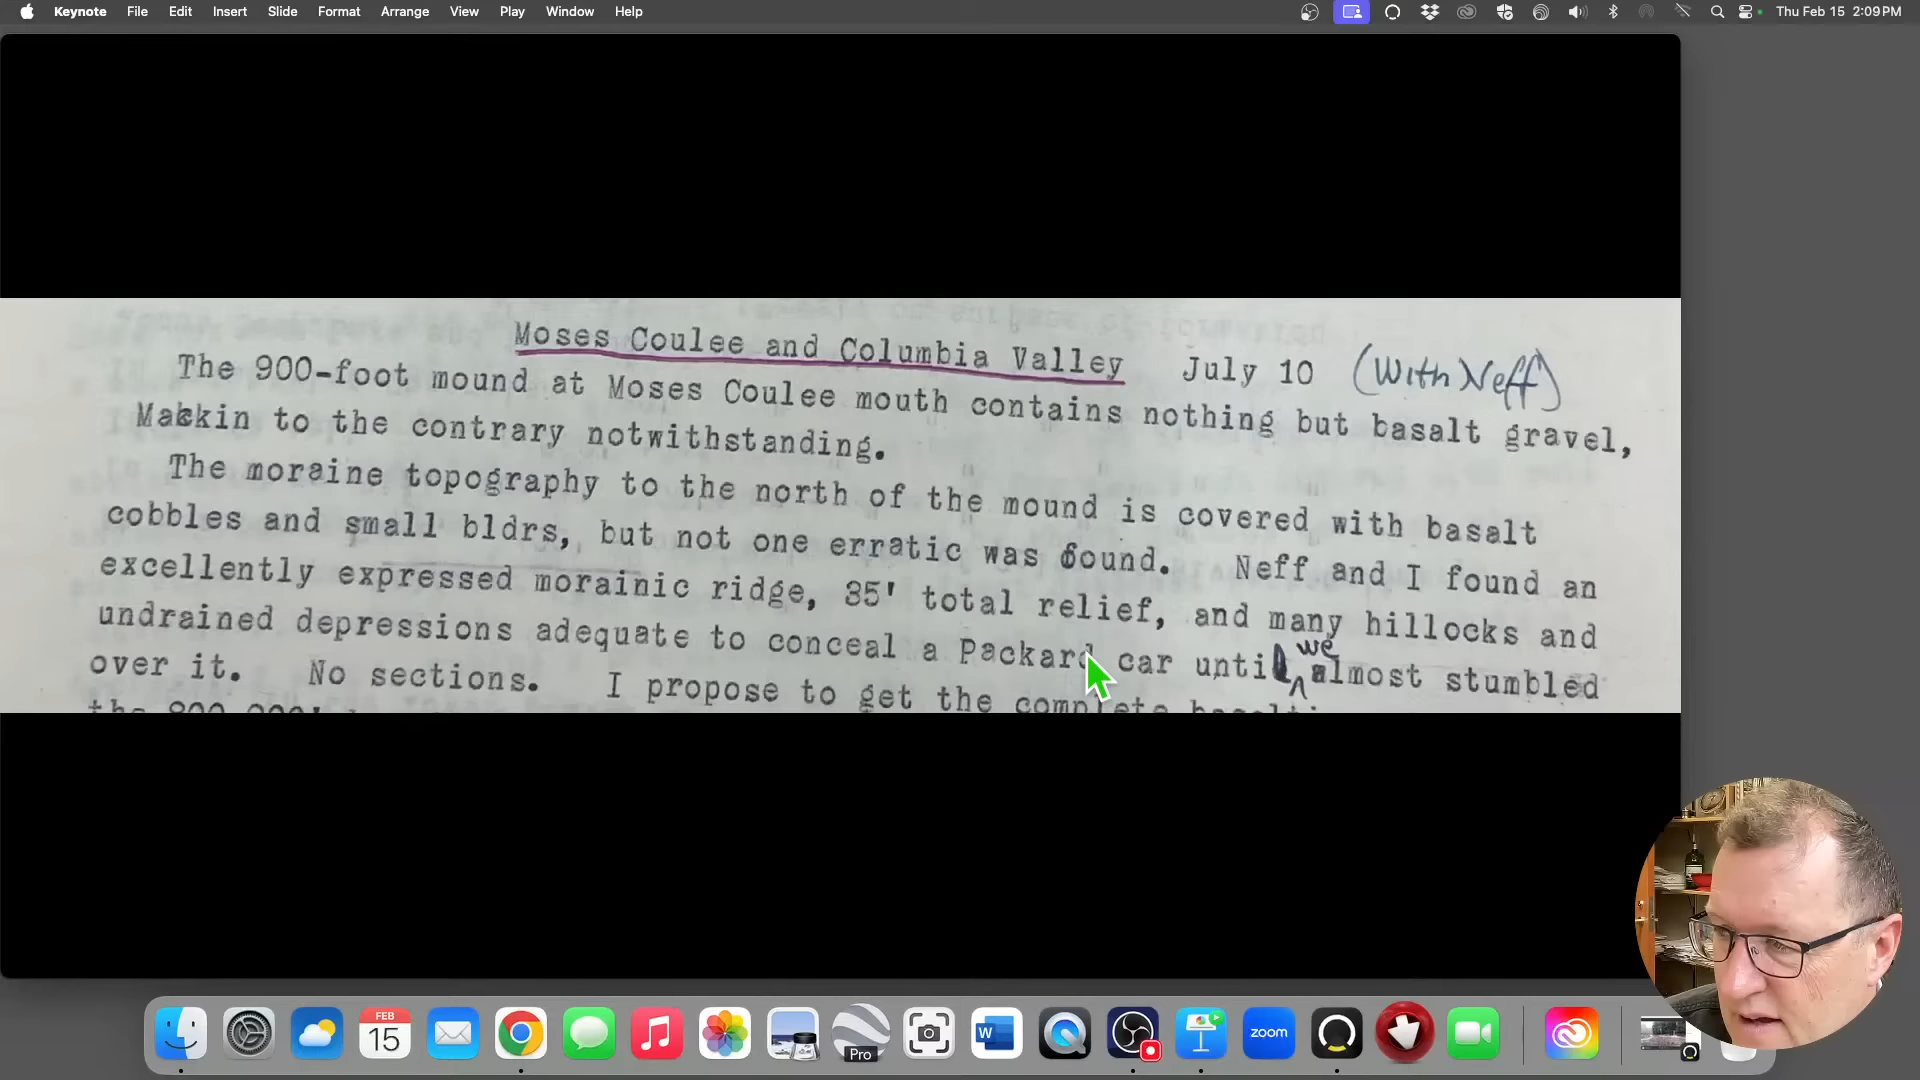 Keynote File Edit Insert Slide Format Arrange View Play Window Help Thu Feb 15 2:09 PM
Moses Coulee and Columbia Valley July 10 (With Neff)
The 900-foot mound at Moses Coulee mouth contains nothing but basalt gravel,
Maskin to the contrary notwithstanding.
The moraine topography to the north of the mound is covered with basalt
cobbles and small bldrs, but not one erratic was found. Neff and I found an
excellently expressed morainic ridge, 35' total relief, and many hillocks and
undrained depressions adequate to conceal a Packard car until we almost stumbled
over it. No sections. I propose to get the complete
FEB
15
Pro
W
zoom